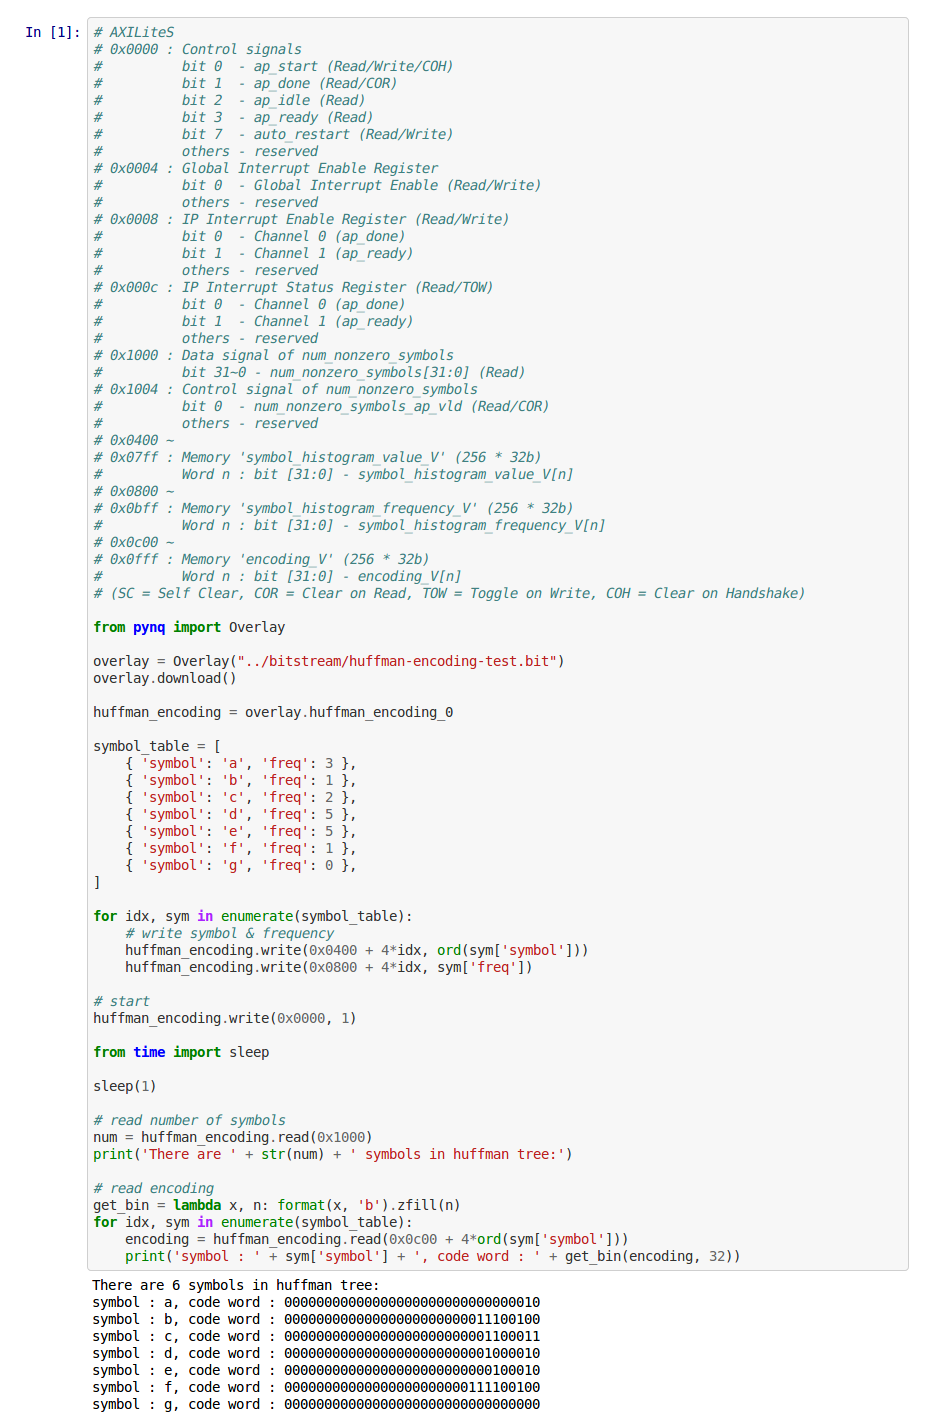 In [1]:
# AXILiteS
# 0x0000 : Control signals
#          bit 0  - ap_start (Read/Write/COH)
#          bit 1  - ap_done (Read/COR)
#          bit 2  - ap_idle (Read)
#          bit 3  - ap_ready (Read)
#          bit 7  - auto_restart (Read/Write)
#          others - reserved
# 0x0004 : Global Interrupt Enable Register
#          bit 0  - Global Interrupt Enable (Read/Write)
#          others - reserved
# 0x0008 : IP Interrupt Enable Register (Read/Write)
#          bit 0  - Channel 0 (ap_done)
#          bit 1  - Channel 1 (ap_ready)
#          others - reserved
# 0x000c : IP Interrupt Status Register (Read/TOW)
#          bit 0  - Channel 0 (ap_done)
#          bit 1  - Channel 1 (ap_ready)
#          others - reserved
# 0x1000 : Data signal of num_nonzero_symbols
#          bit 31~0 - num_nonzero_symbols[31:0] (Read)
# 0x1004 : Control signal of num_nonzero_symbols
#          bit 0  - num_nonzero_symbols_ap_vld (Read/COR)
#          others - reserved
# 0x0400 ~
# 0x07ff : Memory 'symbol_histogram_value_V' (256 * 32b)
#          Word n : bit [31:0] - symbol_histogram_value_V[n]
# 0x0800 ~
# 0x0bff : Memory 'symbol_histogram_frequency_V' (256 * 32b)
#          Word n : bit [31:0] - symbol_histogram_frequency_V[n]
# 0x0c00 ~
# 0x0fff : Memory 'encoding_V' (256 * 32b)
#          Word n : bit [31:0] - encoding_V[n]
# (SC = Self Clear, COR = Clear on Read, TOW = Toggle on Write, COH = Clear on Handshake)
from pynq import Overlay
overlay = Overlay("../bitstream/huffman-encoding-test.bit")
overlay.download()
huffman_encoding = overlay.huffman_encoding_0
symbol_table = [
    { 'symbol': 'a', 'freq': 3 },
    { 'symbol': 'b', 'freq': 1 },
    { 'symbol': 'c', 'freq': 2 },
    { 'symbol': 'd', 'freq': 5 },
    { 'symbol': 'e', 'freq': 5 },
    { 'symbol': 'f', 'freq': 1 },
    { 'symbol': 'g', 'freq': 0 },
]
for idx, sym in enumerate(symbol_table):
    # write symbol & frequency
    huffman_encoding.write(0x0400 + 4*idx, ord(sym['symbol']))
    huffman_encoding.write(0x0800 + 4*idx, sym['freq'])
# start
huffman_encoding.write(0x0000, 1)
from time import sleep
sleep(1)
# read number of symbols
num = huffman_encoding.read(0x1000)
print('There are ' + str(num) + ' symbols in huffman tree:')
# read encoding
get_bin = lambda x, n: format(x, 'b').zfill(n)
for idx, sym in enumerate(symbol_table):
    encoding = huffman_encoding.read(0x0c00 + 4*ord(sym['symbol']))
    print('symbol : ' + sym['symbol'] + ', code word : ' + get_bin(encoding, 32))
There are 6 symbols in huffman tree:
symbol : a, code word : 00000000000000000000000000000010
symbol : b, code word : 00000000000000000000000011100100
symbol : c, code word : 00000000000000000000000001100011
symbol : d, code word : 00000000000000000000000001000010
symbol : e, code word : 00000000000000000000000000100010
symbol : f, code word : 00000000000000000000000111100100
symbol : g, code word : 00000000000000000000000000000000